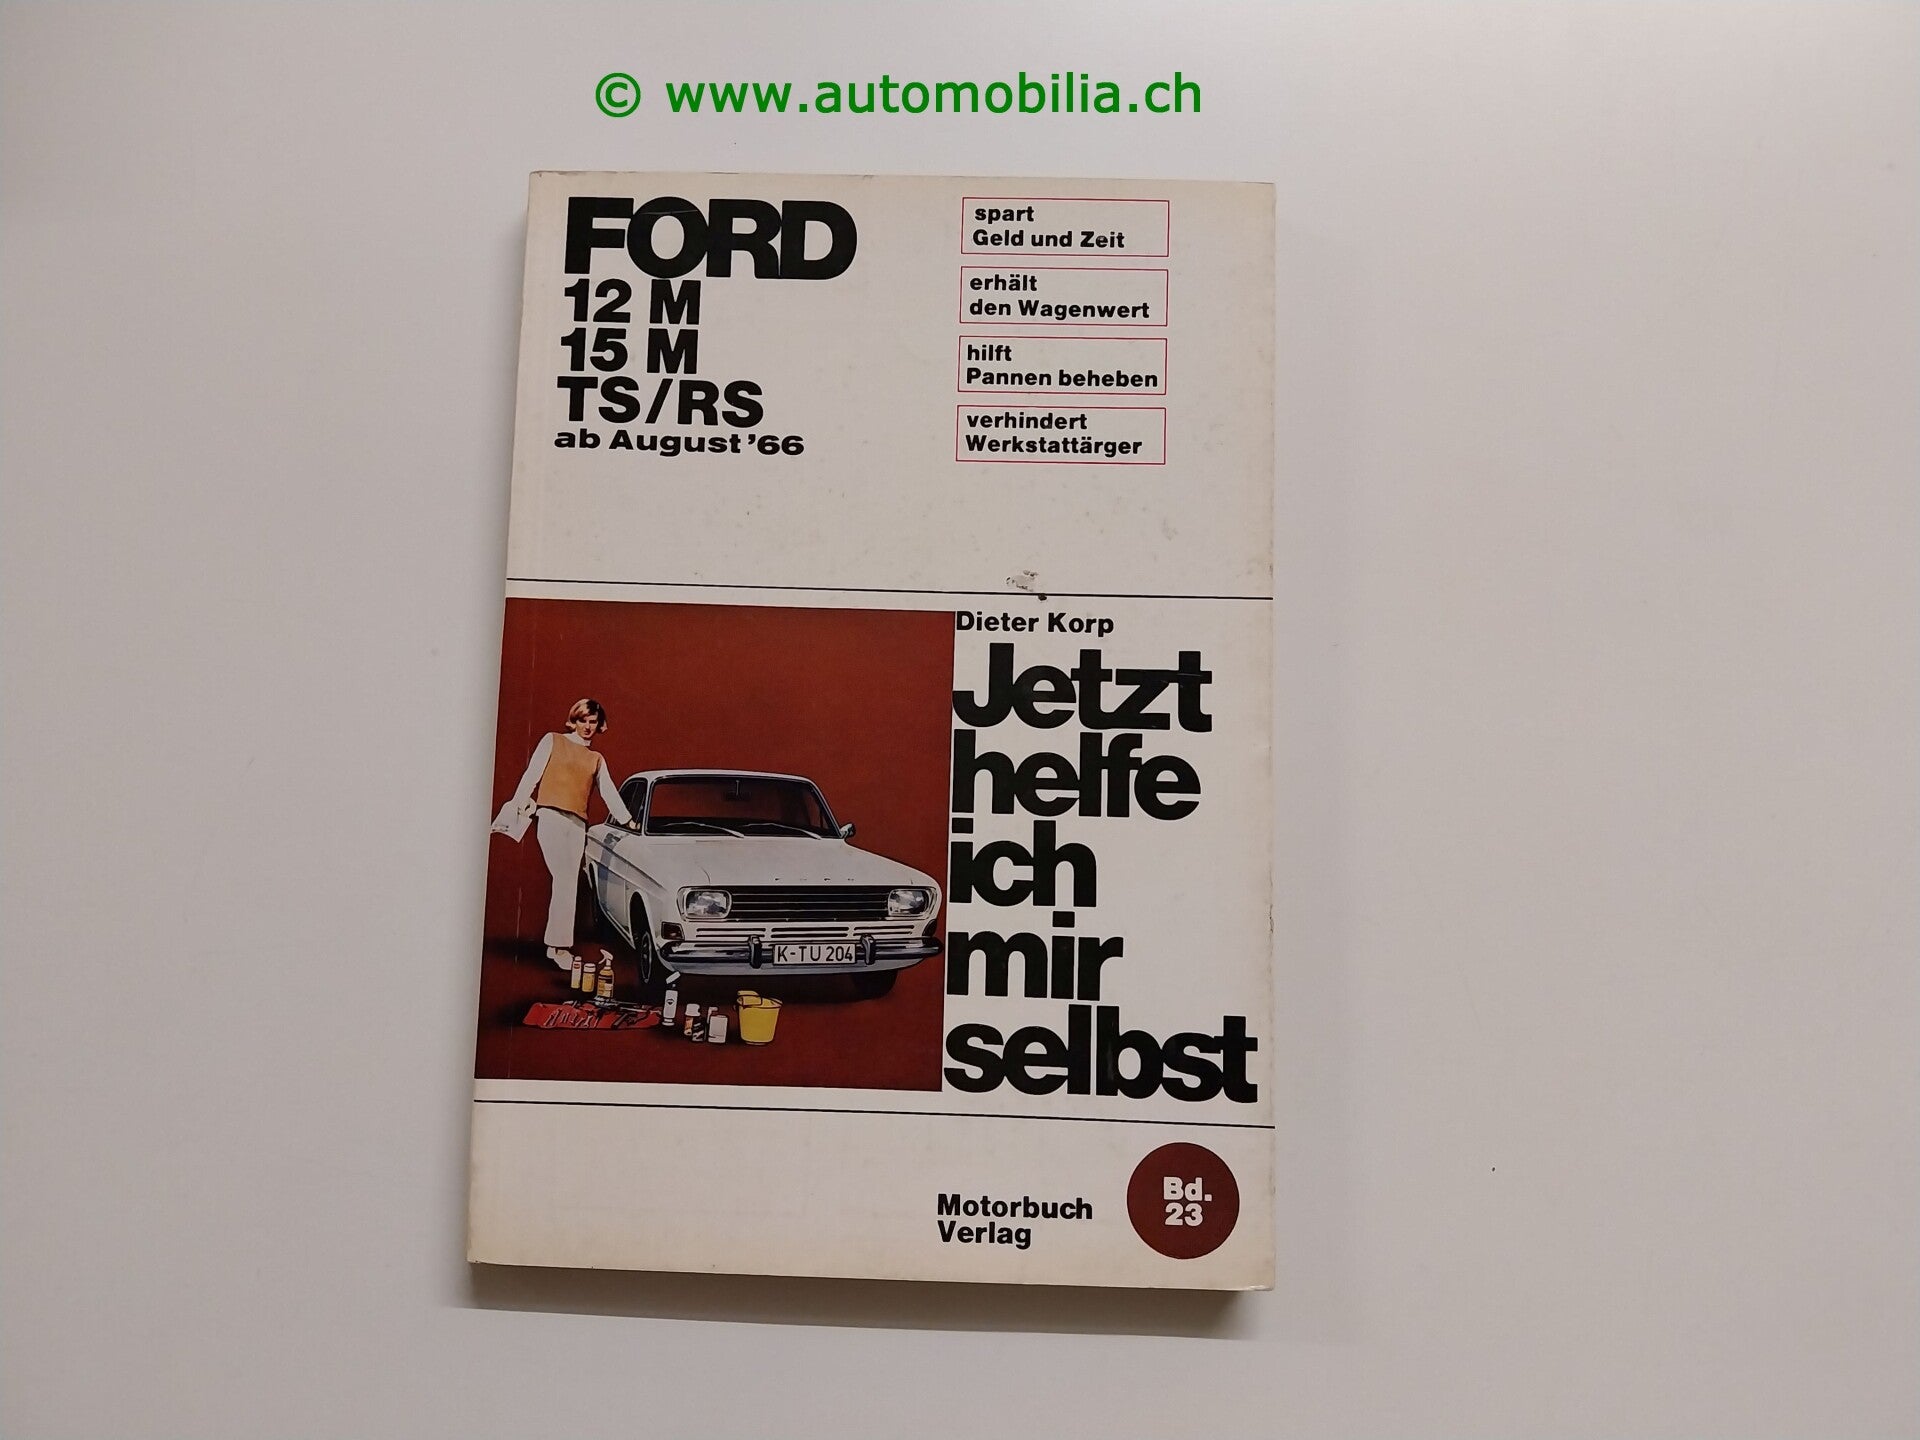 © www.automobilia.ch
FORD
12 M
15 M
TS/RS
ab August '66
spart
Geld und Zeit
erhält
den Wagenwert
hilft
Pannen beheben
verhindert
Werkstattärger
Dieter Korp
Jetzt
helfe
ich
mir
selbst
FORD
K-TU 204
Motorbuch
Verlag
Bd.
23